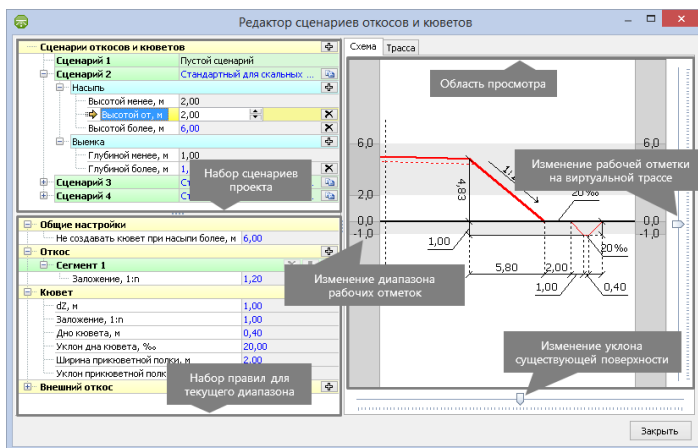 Редактор сценариев откосов и кюветов
Сценарии откосов и кюветов
Сценарий 1 Пустой сценарий
Сценарий 2 Стандартный для скальных ...
Насыпь
Высотой менее, м 2,00
Высотой от, м 2,00
Высотой более, м 6,00
Выемка
Глубиной менее, м 1,00
Глубиной более, м
Сценарий 3
Сценарий 4
Набор сценариев
проекта
Общие настройки
Не создавать кювет при насыпи более, м 6,00
Откос
Сегмент 1
Заложение, 1:n 1,20
Кювет
dZ, м 1,00
Заложение, 1:n 1,00
Дно кювета, м 0,40
Уклон дна кювета, ‰ 20,00
Ширина прикюветной полки, м 2,00
Уклон прикюветной
Внешний откос
Набор правил для
текущего диапазона
Изменение диапазона
рабочих отметок
Схема Трасса
Область просмотра
6,0 6,0
Изменение рабочей отметки
на виртуальной трассе
4,83
2,0 2,0
20 ‰
0,0 0,0
-1,0 -1,0
1,00 20 ‰
5,80 2,00
1,00 0,40
Изменение уклона
существующей поверхности
Закрыть